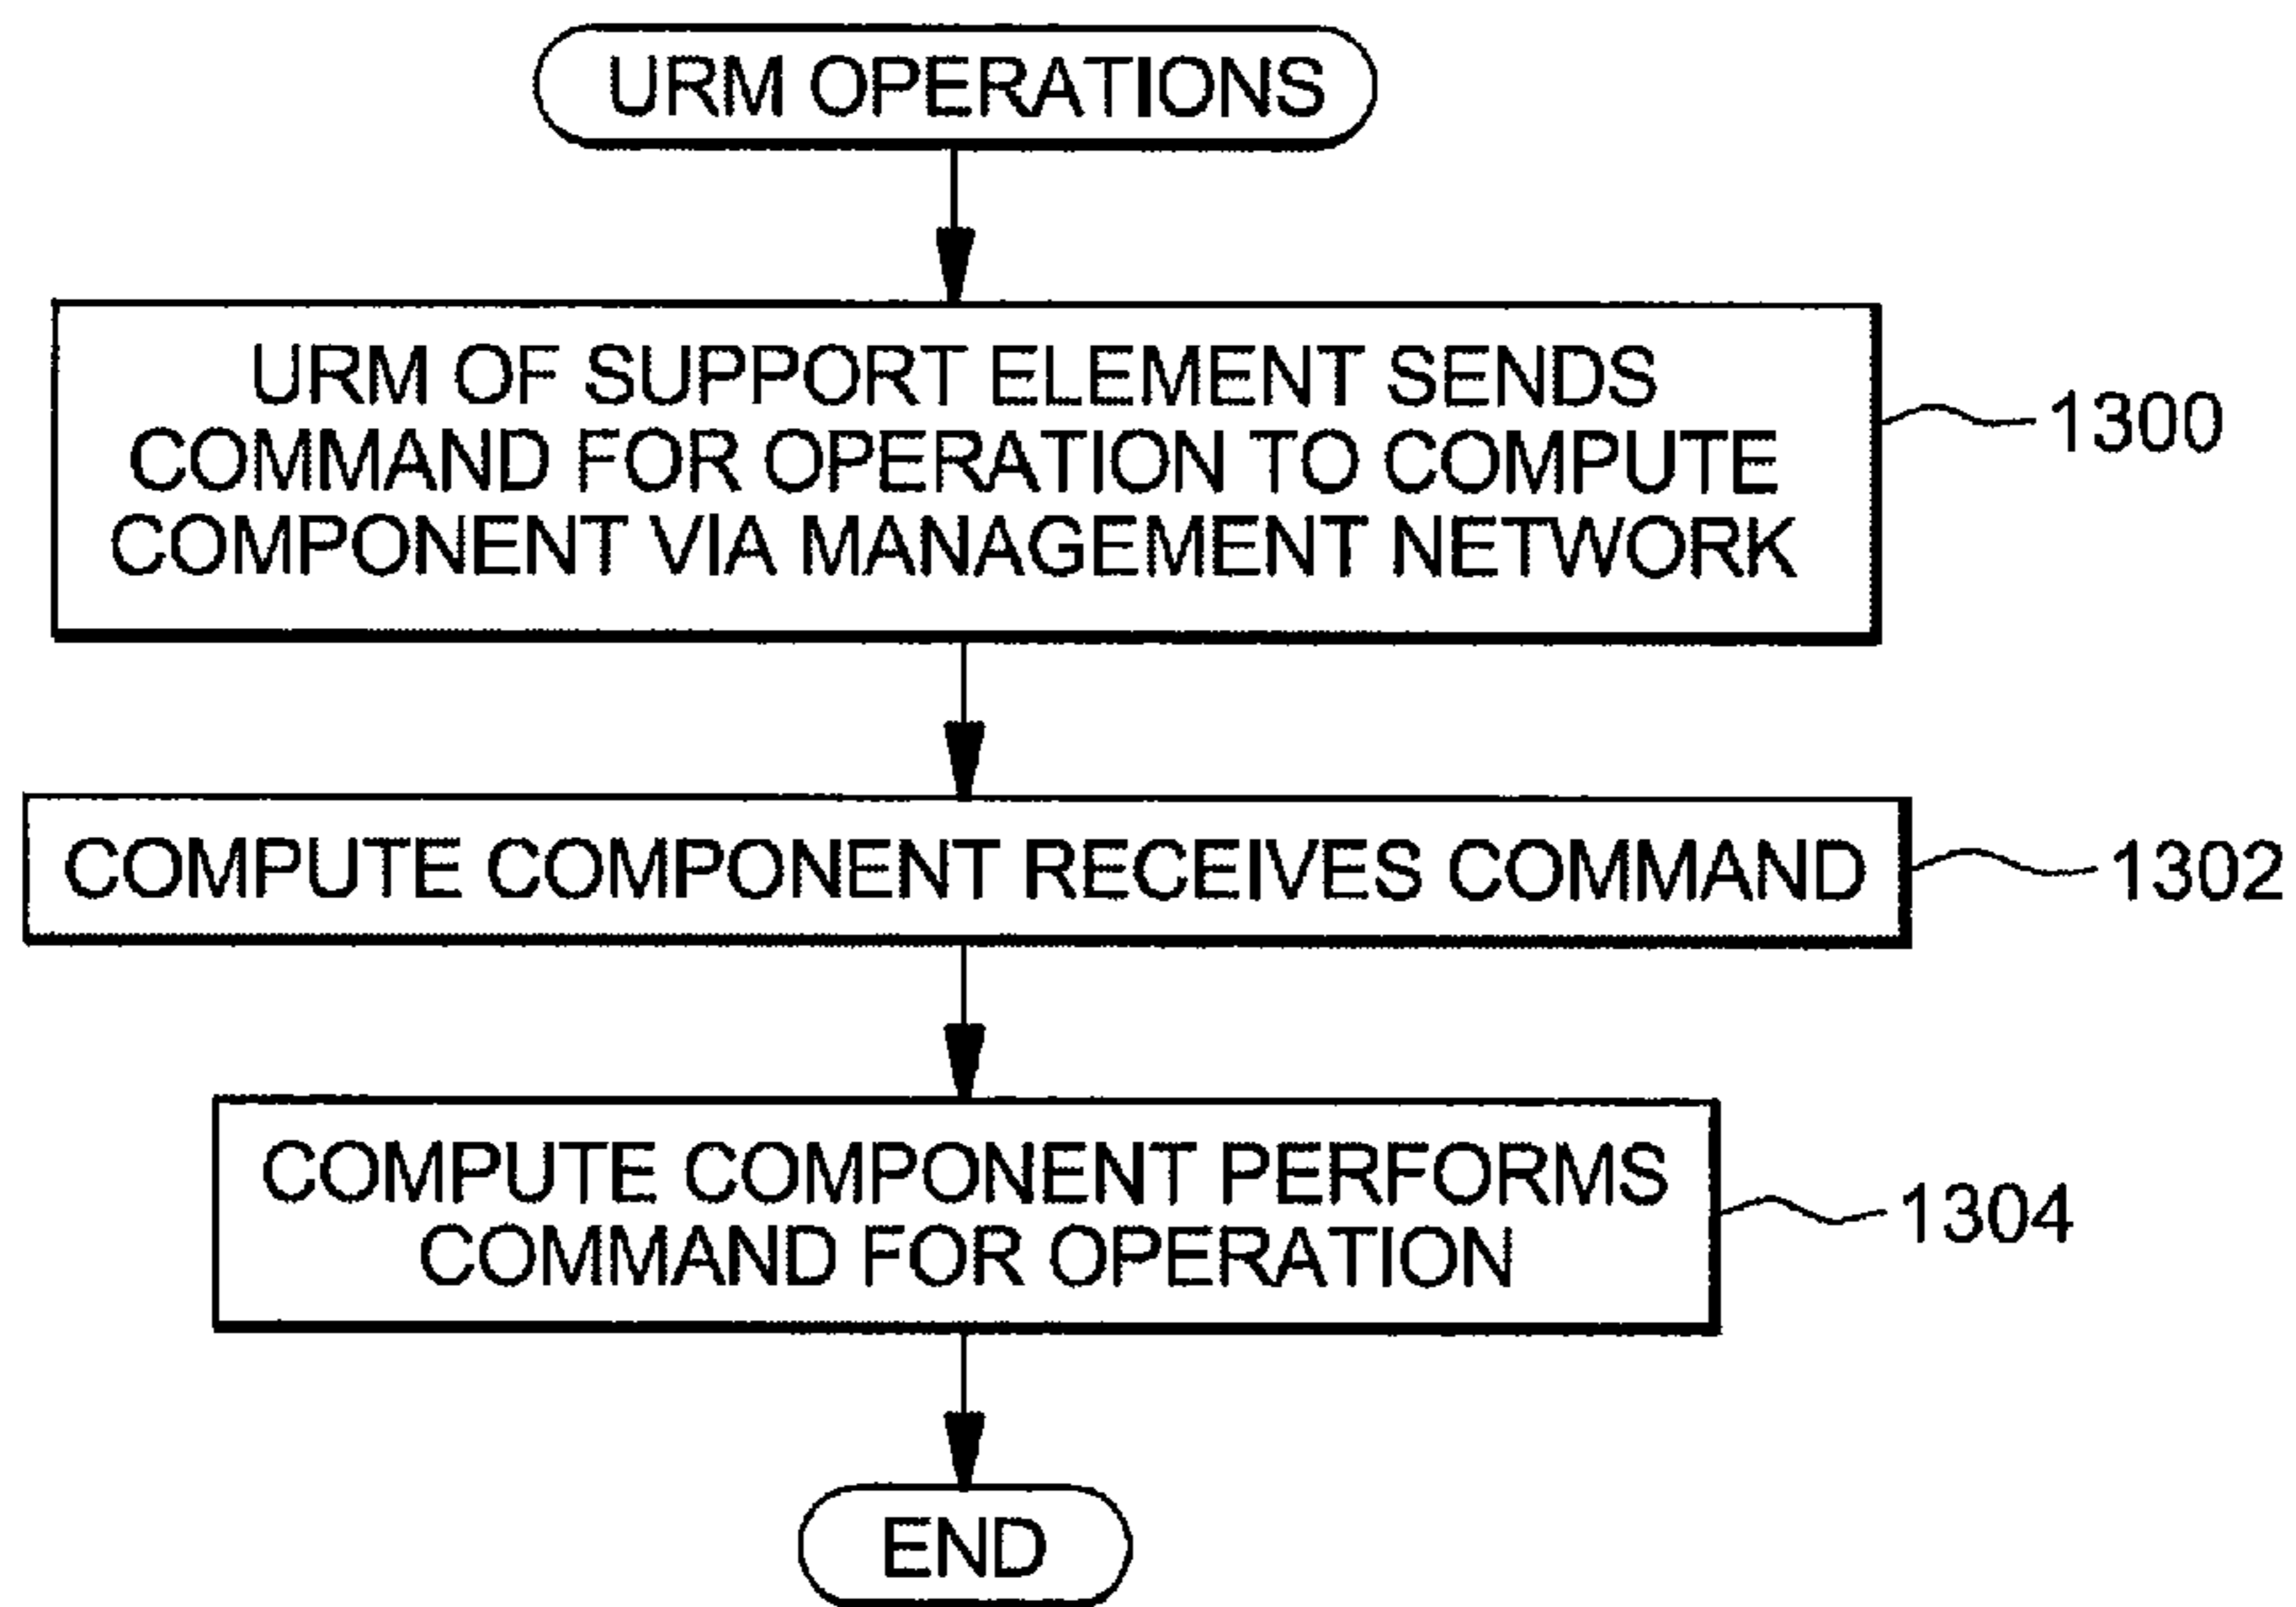 URM OPERATIONS
URM OF SUPPORT ELEMENT SENDS
COMMAND FOR OPERATION TO COMPUTE
COMPONENT VIA MANAGEMENT NETWORK
1300
COMPUTE COMPONENT RECEIVES COMMAND
1302
COMPUTE COMPONENT PERFORMS
COMMAND FOR OPERATION
1304
END